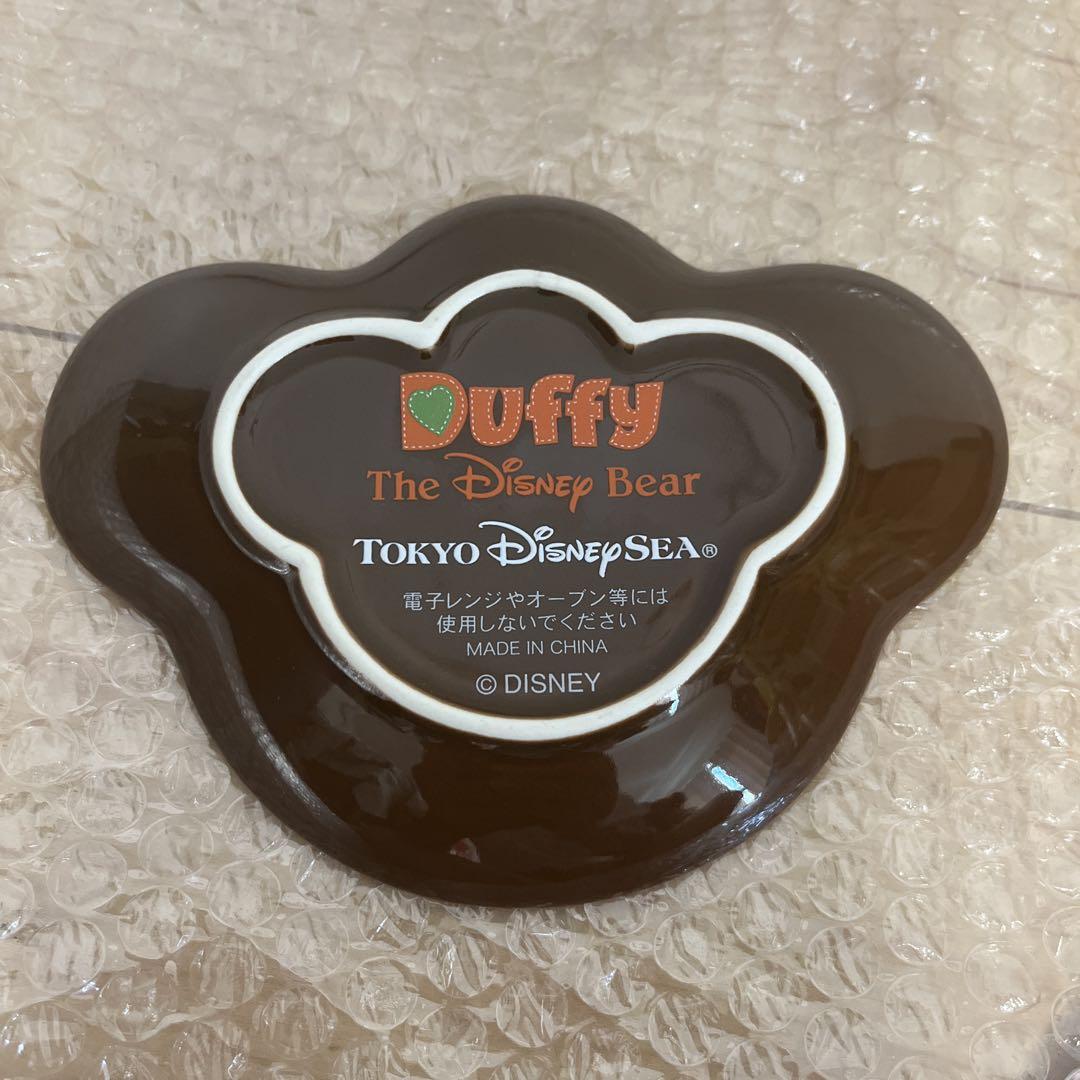 Duffy
The Disney Bear
TOKYO DisneySEA®
電子レンジやオーブン等には
使用しないでください
MADE IN CHINA
© DISNEY